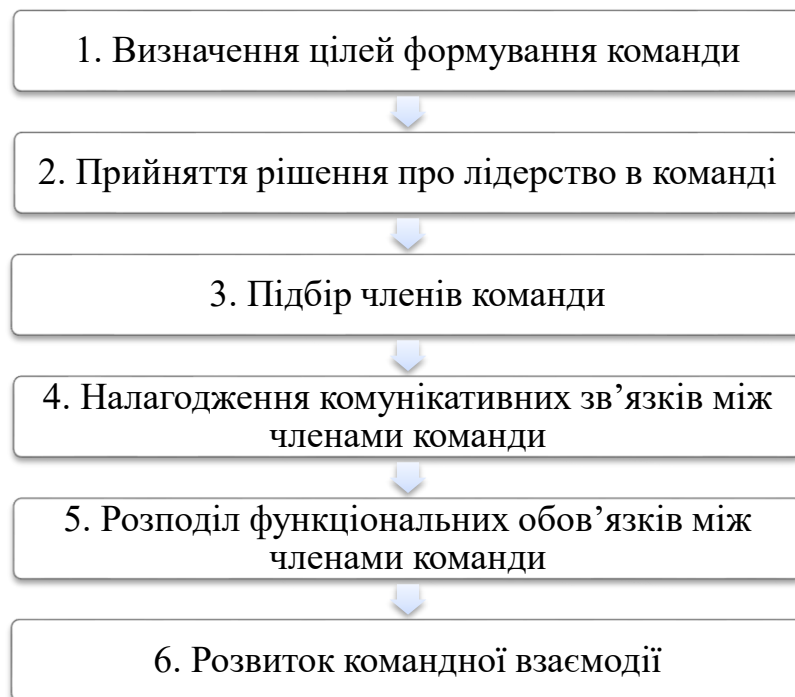 1. Визначення цілей формування команди
2. Прийняття рішення про лідерство в команді
3. Підбір членів команди
4. Налагодження комунікативних зв’язків між
членами команди
5. Розподіл функціональних обов’язків між
членами команди
6. Розвиток командної взаємодії